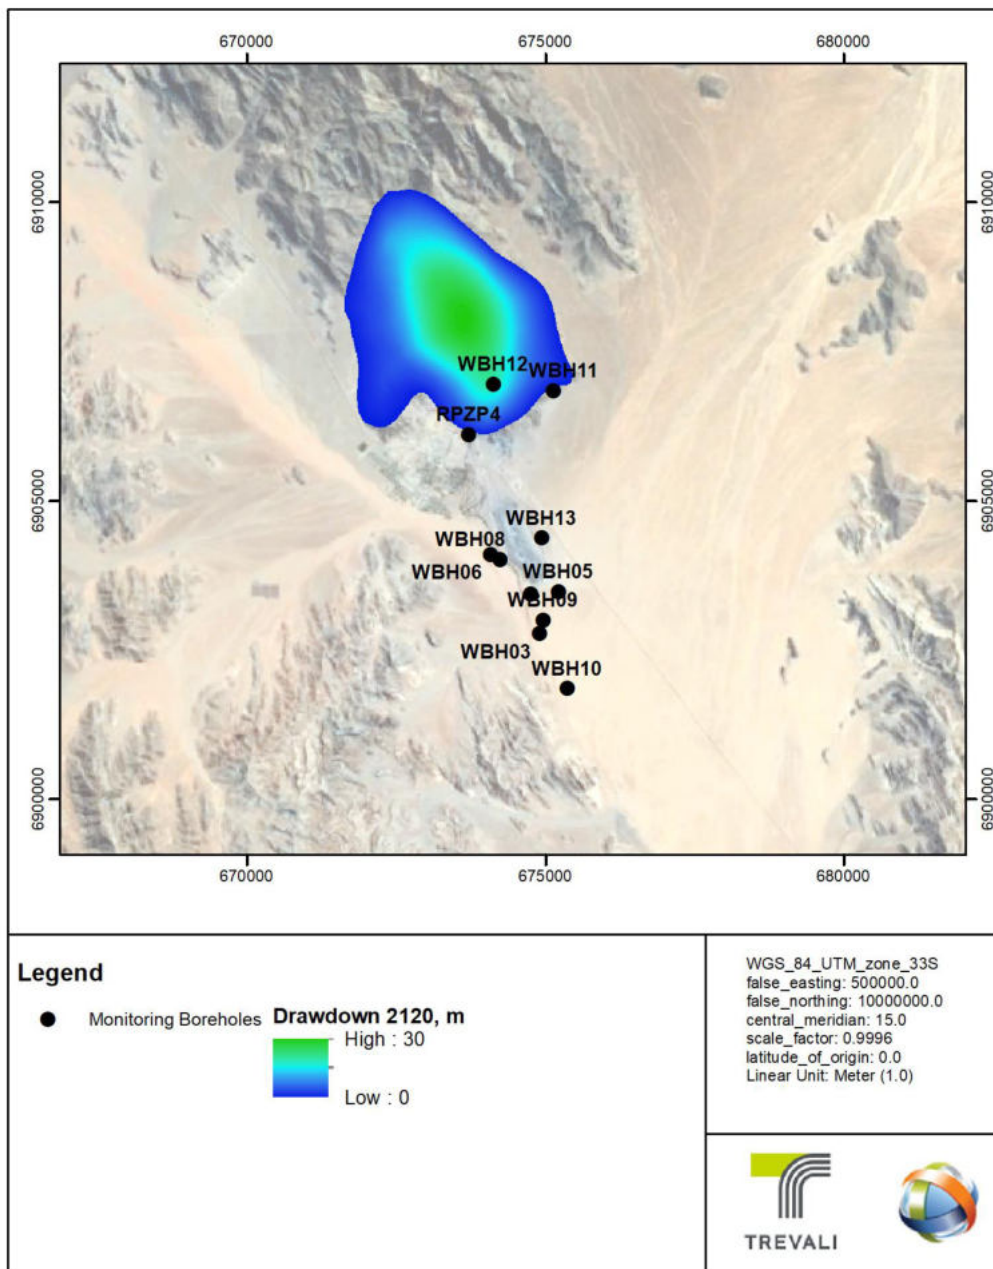 670000 675000 680000
6910000 6910000
WBH12 WBH11
RPZP4
6905000 6905000
WBH13
WBH08
WBH06 WBH05
WBH09
WBH03
WBH10
6900000 6900000
670000 675000 680000
Legend
Monitoring Boreholes
Drawdown 2120, m
High : 30
Low : 0
WGS_84_UTM_zone_33S
false_easting: 500000.0
false_northing: 10000000.0
central_meridian: 15.0
scale_factor: 0.9996
latitude_of_origin: 0.0
Linear Unit: Meter (1.0)
TREVALI